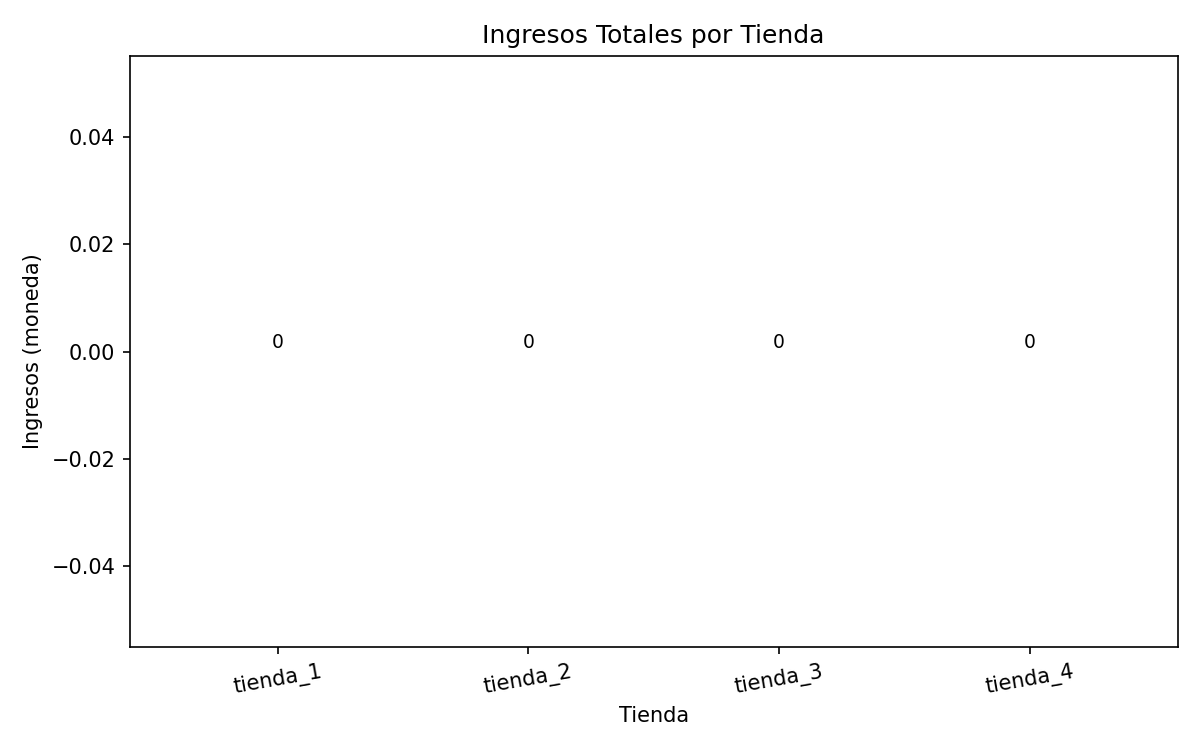 Ingresos Totales por Tienda
Ingresos (moneda)
0.04
0.02
0.00
−0.02
−0.04
0 0 0 0
tienda_1 tienda_2 tienda_3 tienda_4
Tienda